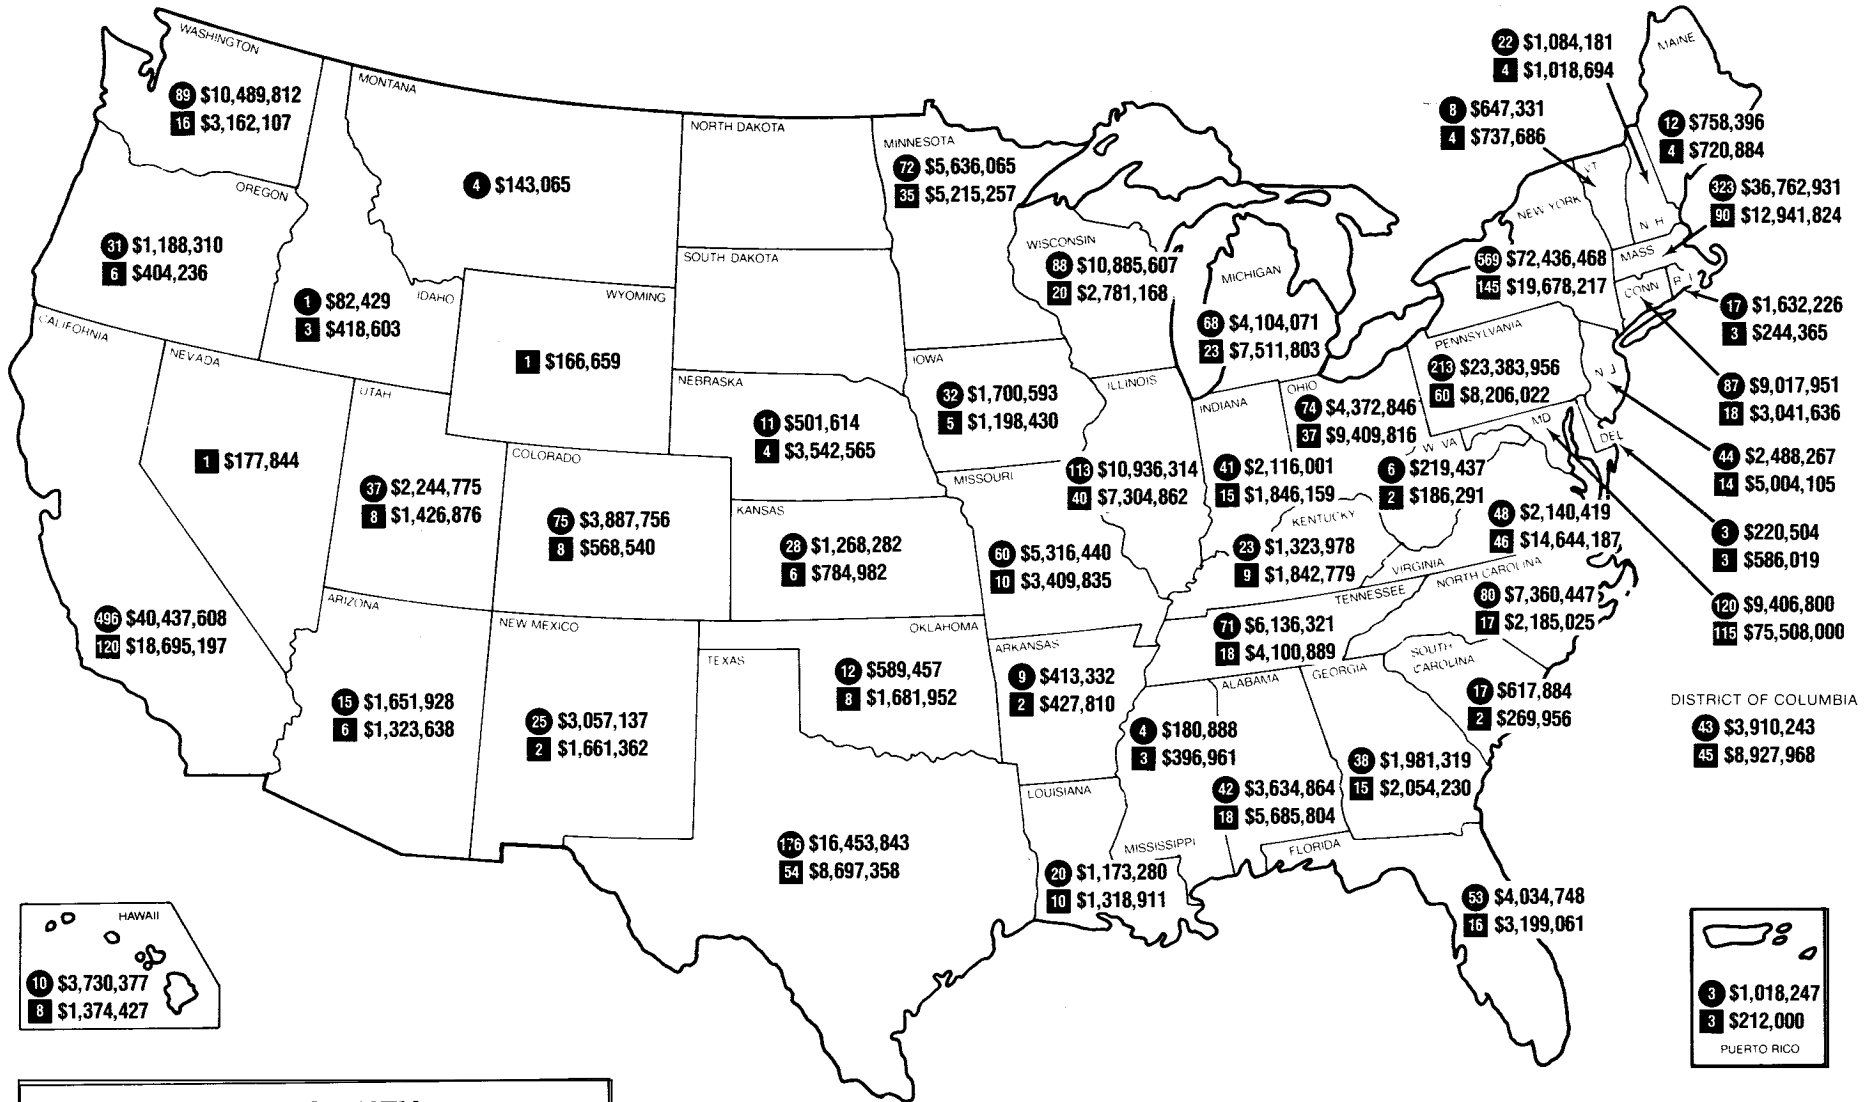 WASHINGTON
89 $10,489,812
16 $3,162,107
MONTANA
4 $143,065
NORTH DAKOTA
MINNESOTA
72 $5,636,065
35 $5,215,257
22 $1,084,181
4 $1,018,694
MAINE
8 $647,331
4 $737,686
12 $758,396
4 $720,884
VT
N H
323 $36,762,931
90 $12,941,824
OREGON
31 $1,188,310
6 $404,236
IDAHO
1 $82,429
3 $418,603
WYOMING
1 $166,659
SOUTH DAKOTA
WISCONSIN
88 $10,885,607
20 $2,781,168
MICHIGAN
68 $4,104,071
23 $7,511,803
NEW YORK
569 $72,436,468
145 $19,678,217
MASS
CONN
R I
17 $1,632,226
3 $244,365
CALIFORNIA
496 $40,437,608
120 $18,695,197
NEVADA
1 $177,844
UTAH
37 $2,244,775
8 $1,426,876
COLORADO
75 $3,887,756
8 $568,540
NEBRASKA
11 $501,614
4 $3,542,565
IOWA
32 $1,700,593
5 $1,198,430
ILLINOIS
113 $10,936,314
40 $7,304,862
INDIANA
41 $2,116,001
15 $1,846,159
OHIO
74 $4,372,846
37 $9,409,816
PENNSYLVANIA
213 $23,383,956
60 $8,206,022
N J
87 $9,017,951
18 $3,041,636
MD
DEL
44 $2,488,267
14 $5,004,105
W VA
6 $219,437
2 $186,291
48 $2,140,419
46 $14,644,187
VIRGINIA
3 $220,504
3 $586,019
120 $9,406,800
115 $75,508,000
KANSAS
28 $1,268,282
6 $784,982
MISSOURI
60 $5,316,440
10 $3,409,835
KENTUCKY
23 $1,323,978
9 $1,842,779
TENNESSEE
71 $6,136,321
18 $4,100,889
NORTH CAROLINA
80 $7,360,447
17 $2,185,025
ARIZONA
15 $1,651,928
6 $1,323,638
NEW MEXICO
25 $3,057,137
2 $1,661,362
OKLAHOMA
12 $589,457
8 $1,681,952
TEXAS
176 $16,453,843
54 $8,697,358
ARKANSAS
9 $413,332
2 $427,810
LOUISIANA
20 $1,173,280
10 $1,318,911
4 $180,888
3 $396,961
MISSISSIPPI
ALABAMA
42 $3,634,864
18 $5,685,804
GEORGIA
38 $1,981,319
15 $2,054,230
SOUTH
CAROLINA
17 $617,884
2 $269,956
DISTRICT OF COLUMBIA
43 $3,910,243
45 $8,927,968
FLORIDA
53 $4,034,748
16 $3,199,061
HAWAII
10 $3,730,377
8 $1,374,427
3 $1,018,247
3 $212,000
PUERTO RICO